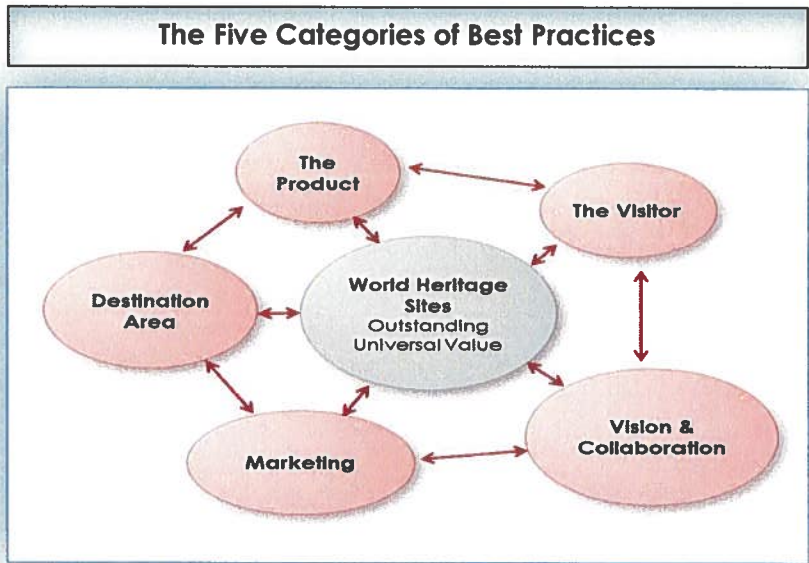 The Five Categories of Best Practices
The
Product
The Visitor
World Heritage
Sites
Outstanding
Universal Value
Destination
Area
Vision &
Collaboration
Marketing